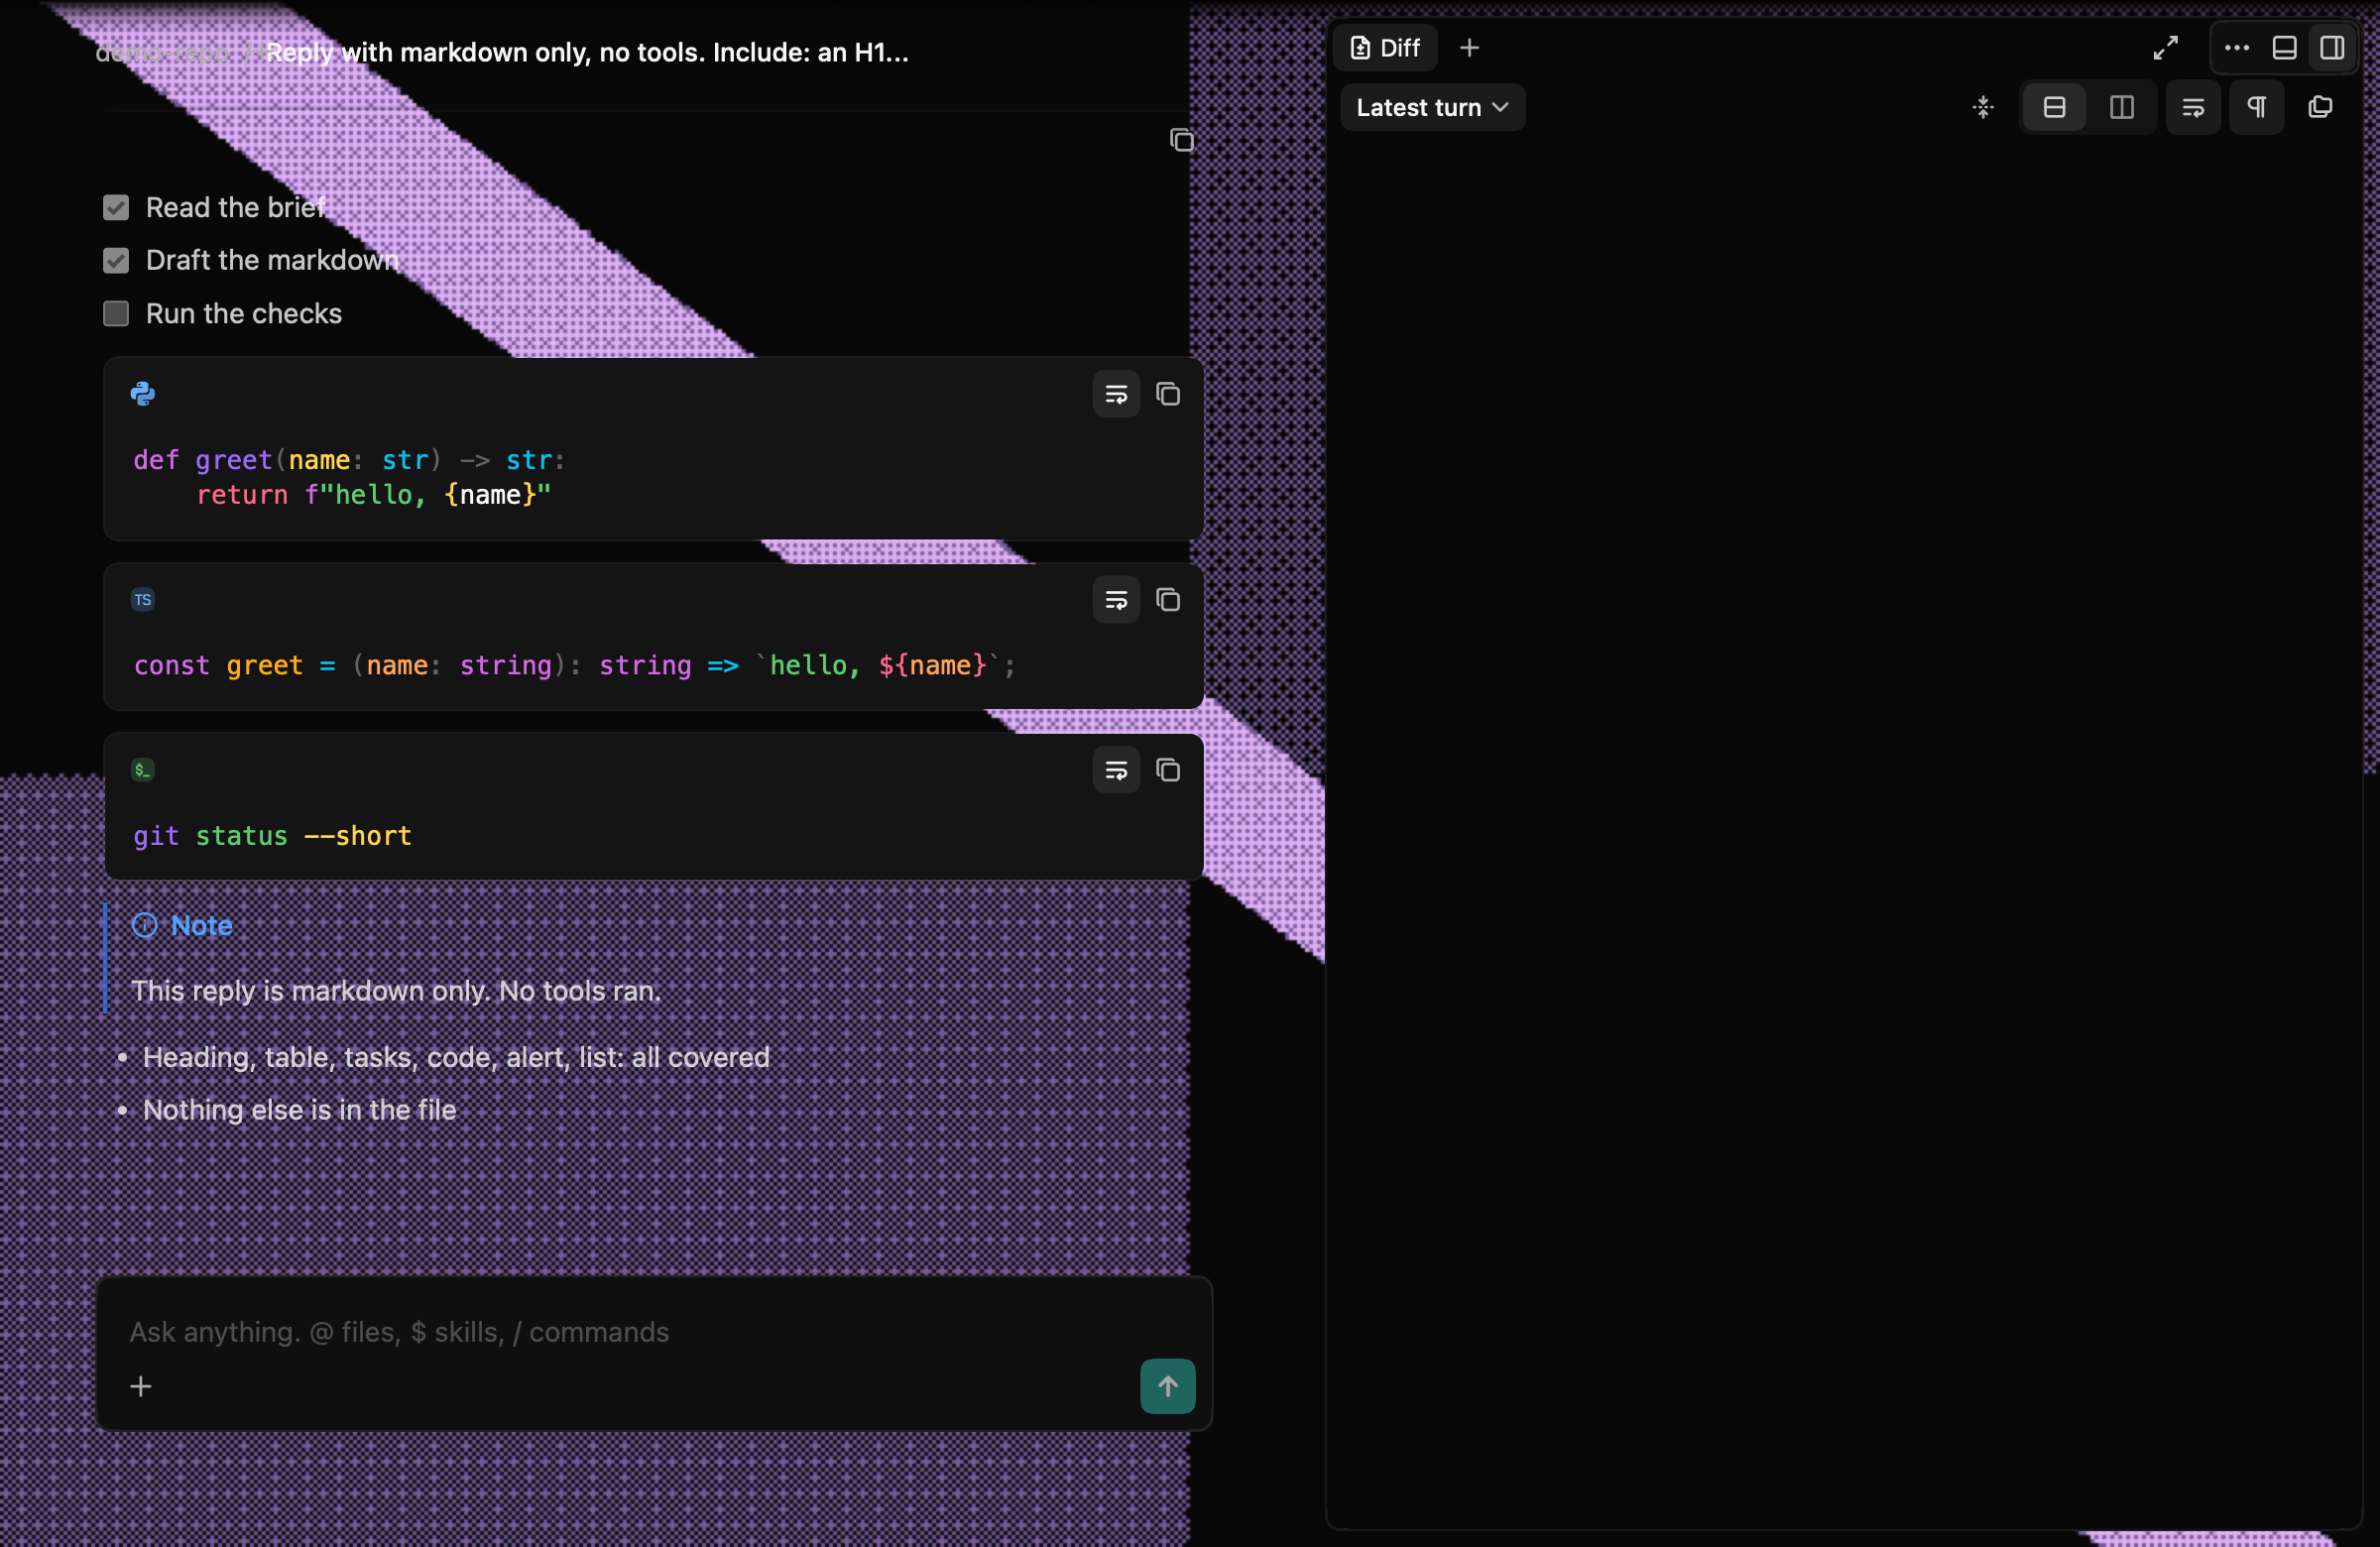 demo-repo / Reply with markdown only, no tools. Include: an H1...
Read the brief
Draft the markdown
Run the checks
def greet(name: str) -> str:
    return f"hello, {name}"
TS
const greet = (name: string): string => `hello, ${name}`;
$_
git status --short
Note
This reply is markdown only. No tools ran.
• Heading, table, tasks, code, alert, list: all covered
• Nothing else is in the file
Ask anything. @ files, $ skills, / commands
Diff
Latest turn